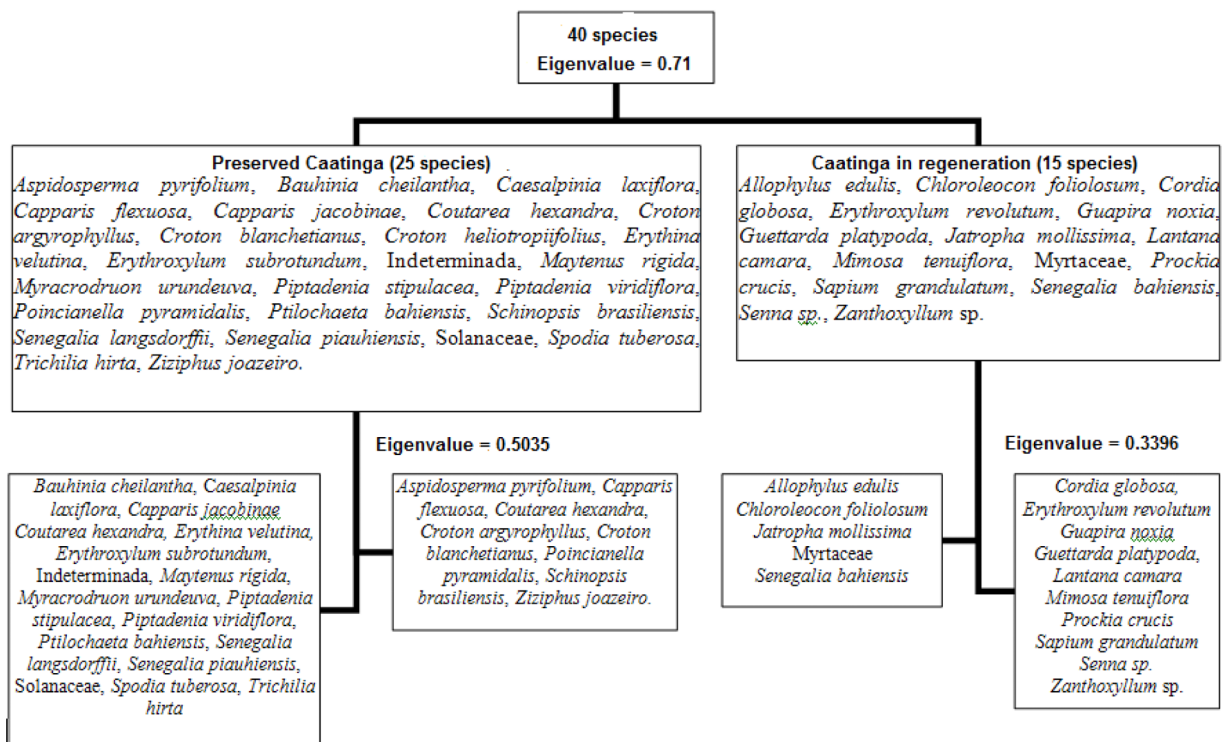 40 species
Eigenvalue = 0.71
Preserved Caatinga (25 species)
Aspidosperma pyrifolium, Bauhinia cheilantha, Caesalpinia laxiflora,
Capparis flexuosa, Capparis jacobinae, Coutarea hexandra, Croton
argyrophyllus, Croton blanchetianus, Croton heliotropiifolius, Erythina
velutina, Erythroxylum subrotundum, Indeterminada, Maytenus rigida,
Myracrodruon urundeuva, Piptadenia stipulacea, Piptadenia viridiflora,
Poincianella pyramidalis, Ptilochaeta bahiensis, Schinopsis brasiliensis,
Senegalia langsdorffii, Senegalia piauhiensis, Solanaceae, Spodia tuberosa,
Trichilia hirta, Ziziphus joazeiro.
Caatinga in regeneration (15 species)
Allophylus edulis, Chloroleocon foliolosum, Cordia
globosa, Erythroxylum revolutum, Guapira noxia,
Guettarda platypoda, Jatropha mollissima, Lantana
camara, Mimosa tenuiflora, Myrtaceae, Prockia
crucis, Sapium grandulatum, Senegalia bahiensis,
Senna sp., Zanthoxyllum sp.
Eigenvalue = 0.5035
Bauhinia cheilantha, Caesalpinia
laxiflora, Capparis jacobinae
Coutarea hexandra, Erythina velutina,
Erythroxylum subrotundum,
Indeterminada, Maytenus rígida,
Myracrodruon urundeuva, Piptadenia
stipulacea, Piptadenia viridiflora,
Ptilochaeta bahiensis, Senegalia
langsdorffii, Senegalia piauhiensis,
Solanaceae, Spodia tuberosa, Trichilia
hirta
Aspidosperma pyrifolium, Capparis
flexuosa, Coutarea hexandra,
Croton argyrophyllus, Croton
blanchetianus, Poincianella
pyramidalis, Schinopsis
brasiliensis, Ziziphus joazeiro.
Eigenvalue = 0.3396
Allophylus edulis
Chloroleocon foliolosum
Jatropha mollissima
Myrtaceae
Senegalia bahiensis
Cordia globosa,
Erythroxylum revolutum
Guapira noxia
Guettarda platypoda,
Lantana camara
Mimosa tenuiflora
Prockia crucis
Sapium grandulatum
Senna sp.
Zanthoxyllum sp.